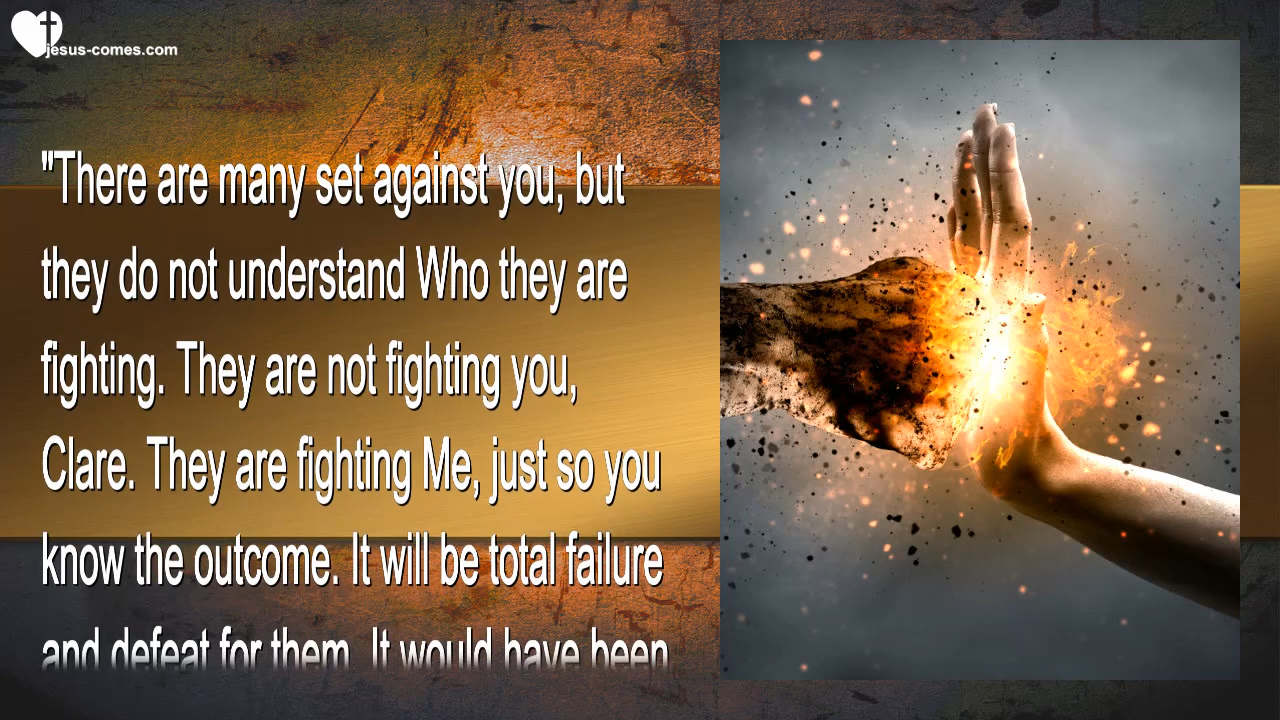 jesus-comes.com
"There are many set against you, but
they do not understand Who they are
fighting. They are not fighting you,
Clare. They are fighting Me, just so you
know the outcome. It will be total failure
and defeat for them. It would have been